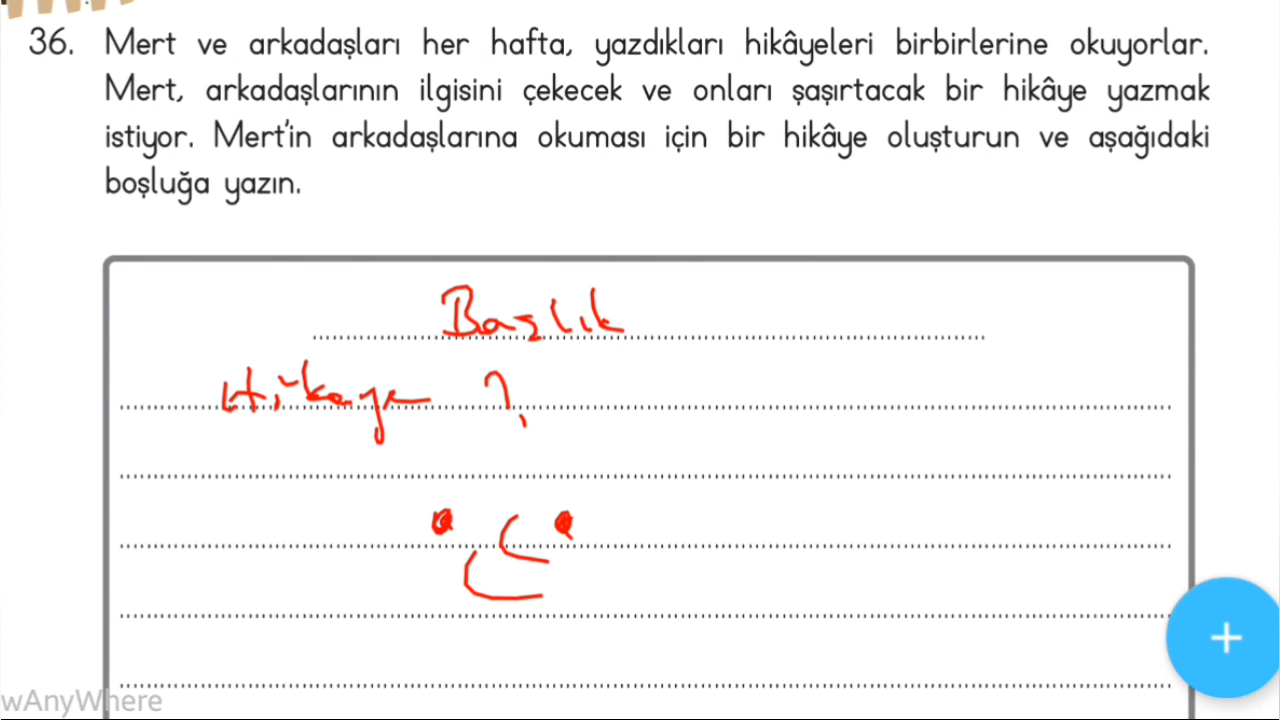 36. Mert ve arkadaşları her hafta, yazdıkları hikâyeleri birbirlerine okuyorlar.
Mert, arkadaşlarının ilgisini çekecek ve onları şaşırtacak bir hikâye yazmak
istiyor. Mert'in arkadaşlarına okuması için bir hikâye oluşturun ve aşağıdaki
boşluğa yazın.
Başlık
Hikaye ?
+
wAnyWhere